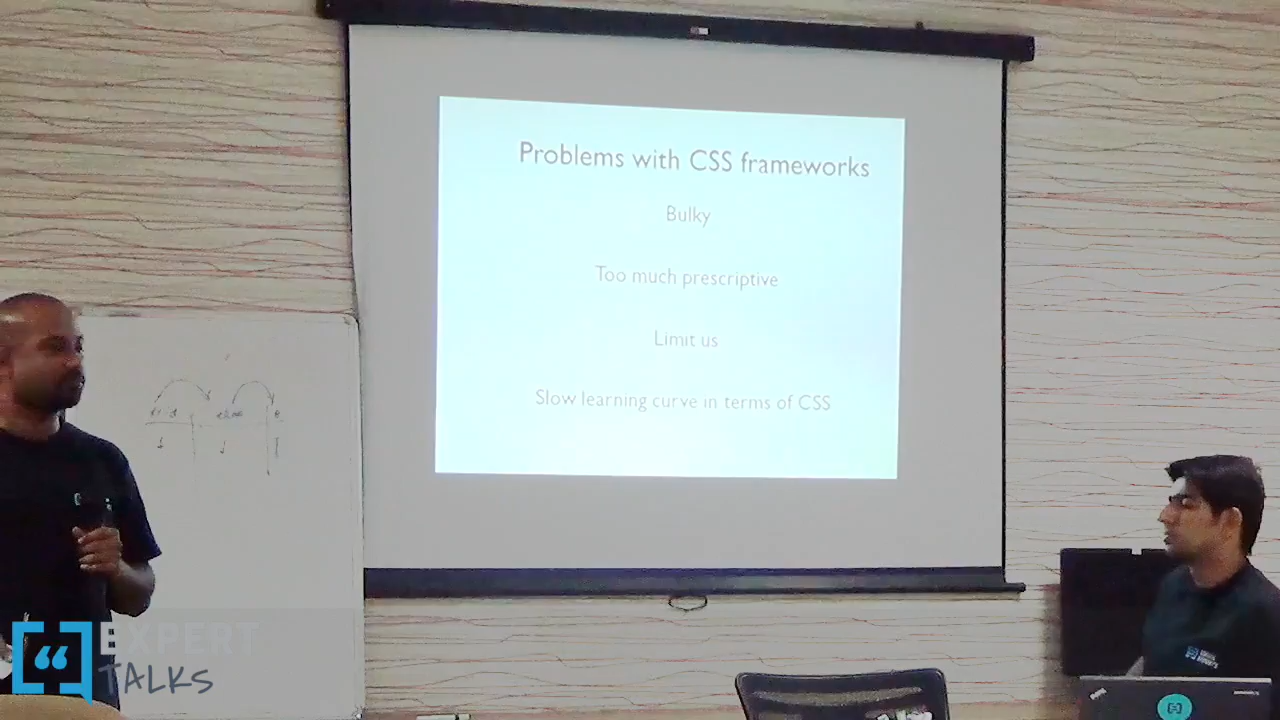 Problems with CSS frameworks
Bulky
Too much prescriptive
Limit us
Slow learning curve in terms of CSS
EXPERT
TALKS